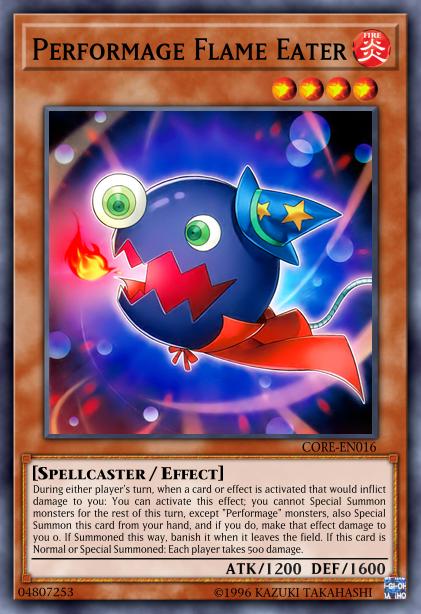 PERFORMAGE FLAME EATER
FIRE
炎
CORE-EN016
[SPELLCASTER / EFFECT]
During either player's turn, when a card or effect is activated that would inflict
damage to you: You can activate this effect; you cannot Special Summon
monsters for the rest of this turn, except "Performage" monsters, also Special
Summon this card from your hand, and if you do, make that effect damage to
you 0. If Summoned this way, banish it when it leaves the field. If this card is
Normal or Special Summoned: Each player takes 500 damage.
ATK/1200 DEF/1600
04807253
©1996 KAZUKI TAKAHASHI